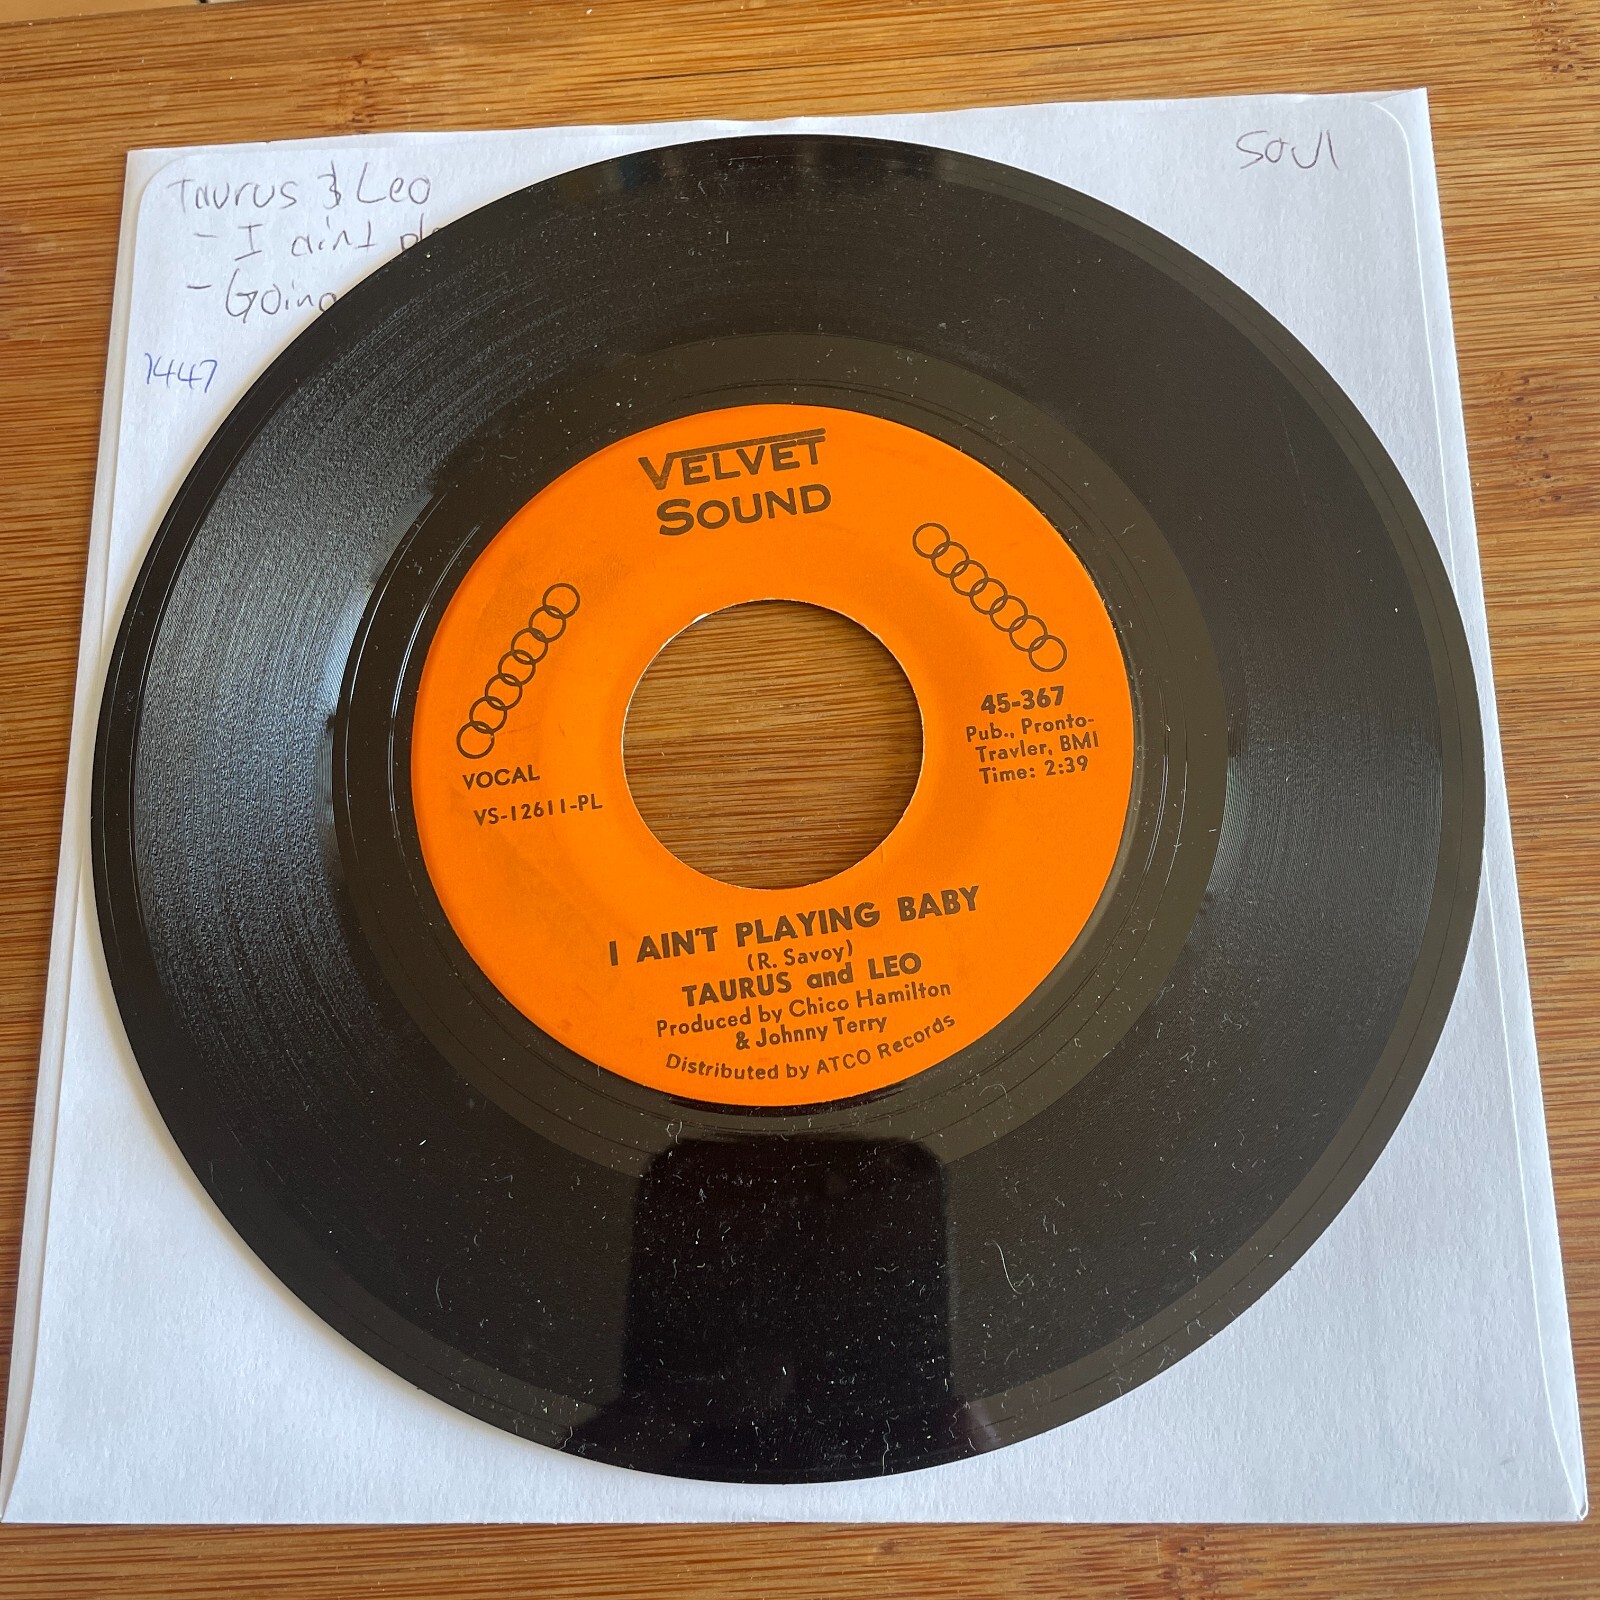 Taurus & Leo
- I aint
- Going
1447
Soul
VELVET
SOUND
VOCAL
VS-12611-PL
45-367
Pub., Pronto-
Travler, BMI
Time: 2:39
I AIN'T PLAYING BABY
(R. Savoy)
TAURUS and LEO
Produced by Chico Hamilton
& Johnny Terry
Distributed by ATCO Records